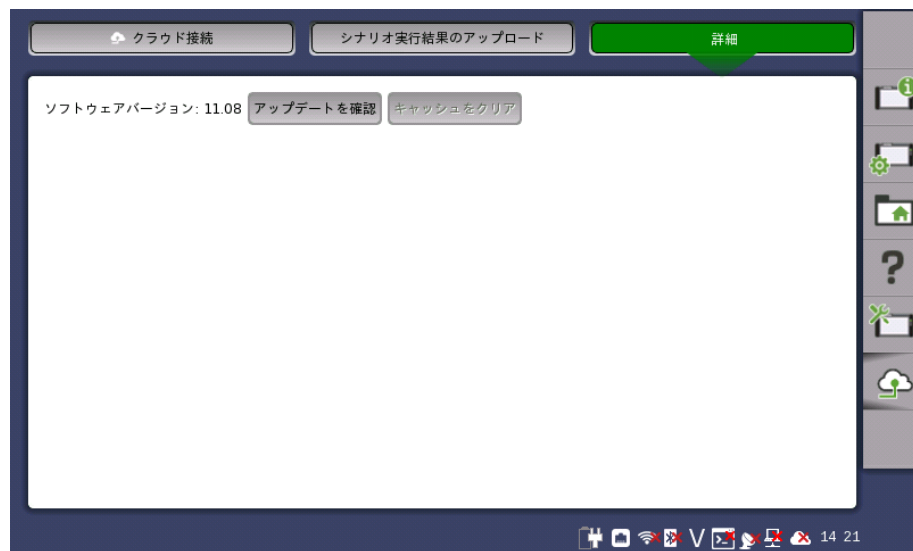 クラウド接続
シナリオ実行結果のアップロード
詳細
ソフトウェアバージョン: 11.08 アップデートを確認 キャッシュをクリア
?
V 14 21